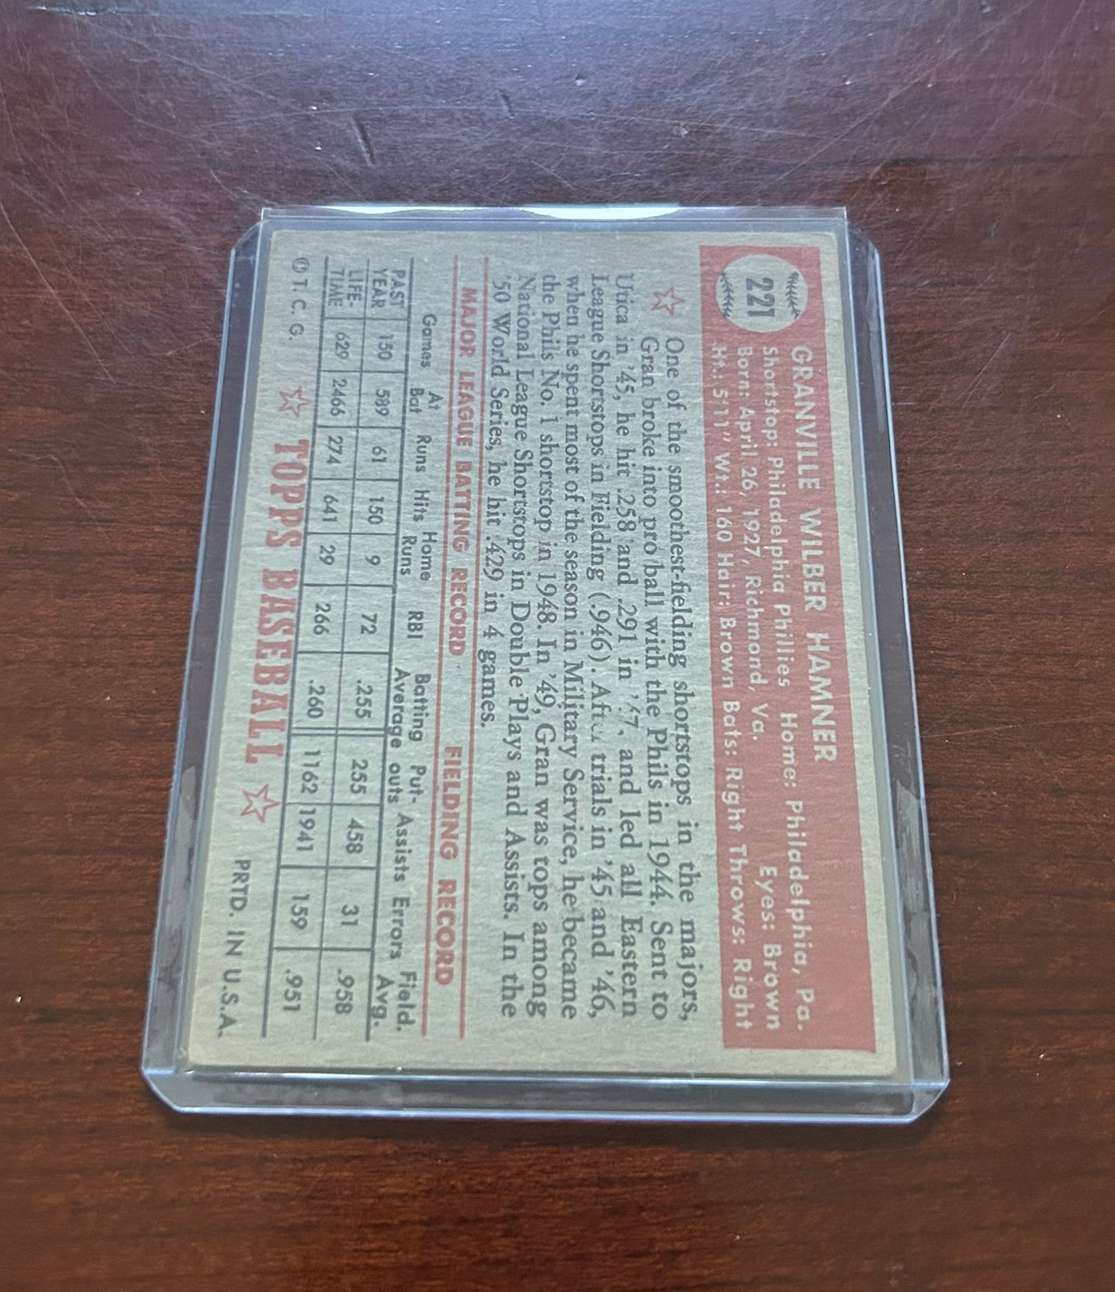 221
GRANVILLE WILBER HAMNER
Shortstop: Philadelphia Phillies Home: Philadelphia, Pa.
Born: April 26, 1927, Richmond, Va. Eyes: Brown
Ht.: 5'11" Wt.: 160 Hair: Brown Bats: Right Throws: Right
One of the smoothest-fielding shortstops in the majors,
Gran broke into pro ball with the Phils in 1944. Sent to
Utica in '45, he hit .258 and .291 in '47, and led all Eastern
League Shortstops in Fielding (.946). After trials in '45 and '46,
when he spent most of the season in Military Service, he became
the Phils No. 1 shortstop in 1948. In '49, Gran was tops among
National League Shortstops in Double Plays and Assists. In the
'50 World Series, he hit .429 in 4 games.
MAJOR LEAGUE BATTING RECORD FIELDING RECORD
Games At Bat Runs Hits Home Runs RBI Batting Average Put-outs Assists Errors Field. Avg.
PAST YEAR 150 589 61 150 9 72 .255 255 458 31 .958
LIFE-TIME 629 2466 274 641 29 266 .260 1162 1941 159 .951
© T. C. G. TOPPS BASEBALL PRTD. IN U.S.A.